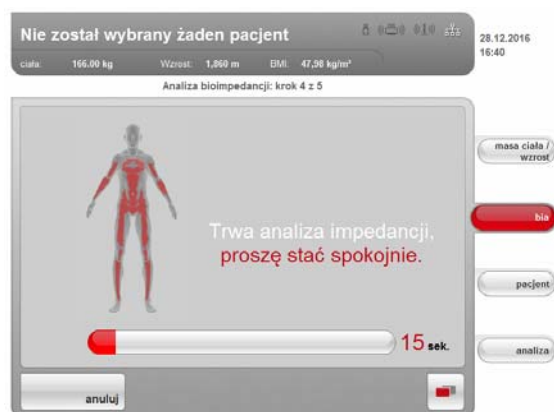 Nie został wybrany żaden pacjent
28.12.2016
16:40
ciała: 166.00 kg Wzrost: 1,860 m BMI: 47,98 kg/m²
Analiza bioimpedancji: krok 4 z 5
masa ciała /
wzrost
bia
Trwa analiza impedancji,
proszę stać spokojnie.
pacjent
15 sek.
analiza
anuluj